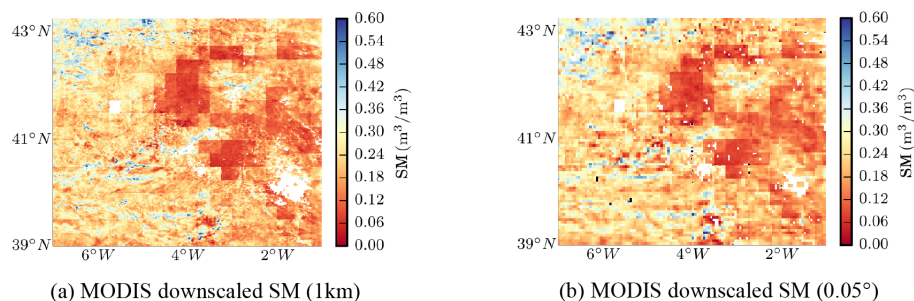 43°N
41°N
39°N
6°W
4°W
2°W
0.60
0.54
0.48
0.42
0.36
0.30
0.24
0.18
0.12
0.06
0.00
SM (m³/m³)
(a) MODIS downscaled SM (1km)
43°N
41°N
39°N
6°W
4°W
2°W
0.60
0.54
0.48
0.42
0.36
0.30
0.24
0.18
0.12
0.06
0.00
SM (m³/m³)
(b) MODIS downscaled SM (0.05°)